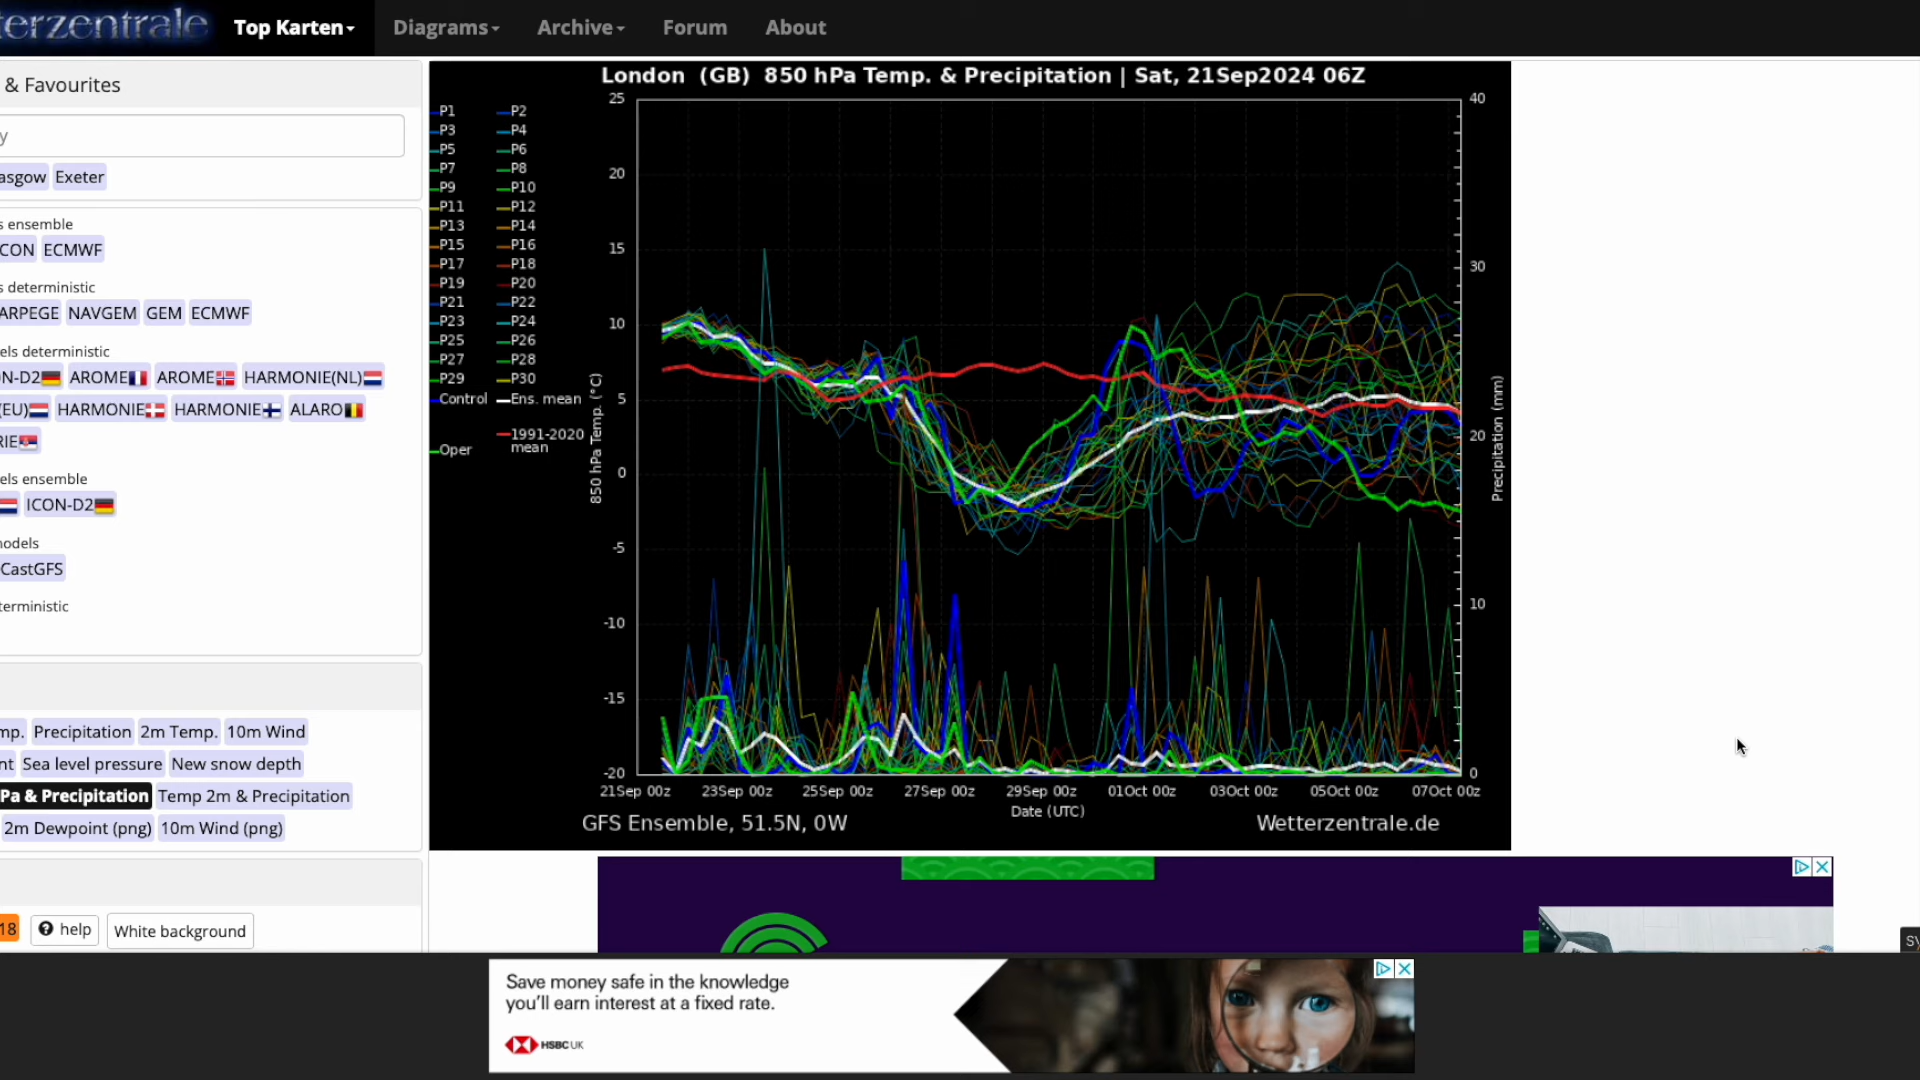 terzentrale Top Karten Diagrams Archive Forum About
& Favourites
y
asgow Exeter
s ensemble
CON ECMWF
s deterministic
ARPEGE NAVGEM GEM ECMWF
els deterministic
N-D2 AROME AROME HARMONIE(NL)
(EU) HARMONIE HARMONIE ALARO
RIE
els ensemble
ICON-D2
models
CastGFS
terministic
mp. Precipitation 2m Temp. 10m Wind
nt Sea level pressure New snow depth
Pa & Precipitation Temp 2m & Precipitation
2m Dewpoint (png) 10m Wind (png)
18 help White background
London (GB) 850 hPa Temp. & Precipitation | Sat, 21Sep2024 06Z
P1 P2
P3 P4
P5 P6
P7 P8
P9 P10
P11 P12
P13 P14
P15 P16
P17 P18
P19 P20
P21 P22
P23 P24
P25 P26
P27 P28
P29 P30
Control Ens. mean
Oper 1991-2020
mean
850 hPa Temp. (°C)
25
20
15
10
5
0
-5
-10
-15
-20
40
30
20
10
0
Precipitation (mm)
21Sep 00z 23Sep 00z 25Sep 00z 27Sep 00z 29Sep 00z 01Oct 00z 03Oct 00z 05Oct 00z 07Oct 00z
Date (UTC)
GFS Ensemble, 51.5N, 0W Wetterzentrale.de
sy
Save money safe in the knowledge
you'll earn interest at a fixed rate.
HSBC UK